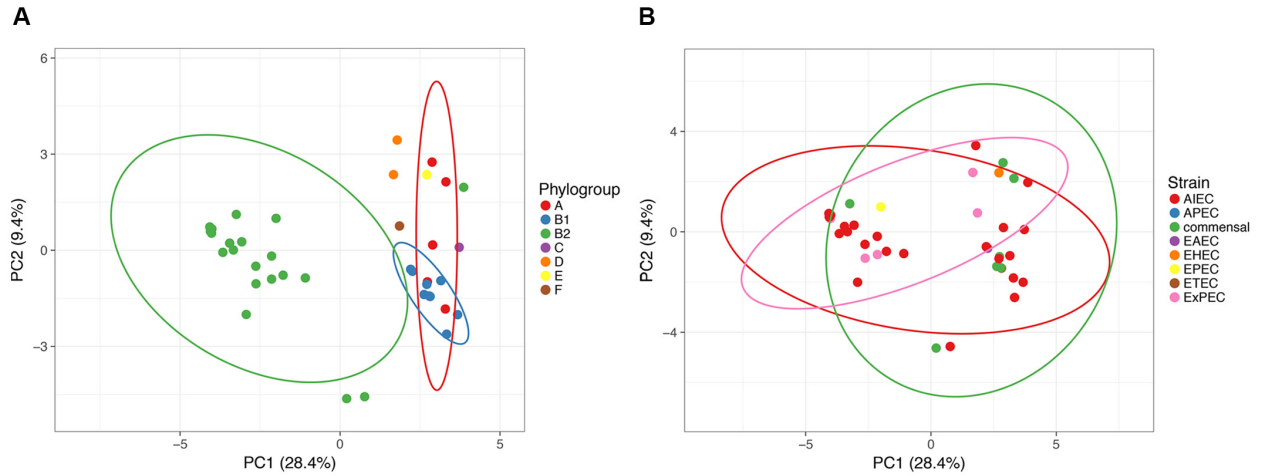 A
B
6
3
0
−3
−5
0
5
PC1 (28.4%)
PC2 (9.4%)
Phylogroup
A
B1
B2
C
D
E
F
4
0
−4
−5
0
5
PC1 (28.4%)
PC2 (9.4%)
Strain
AIEC
APEC
commensal
EAEC
EHEC
EPEC
ETEC
ExPEC